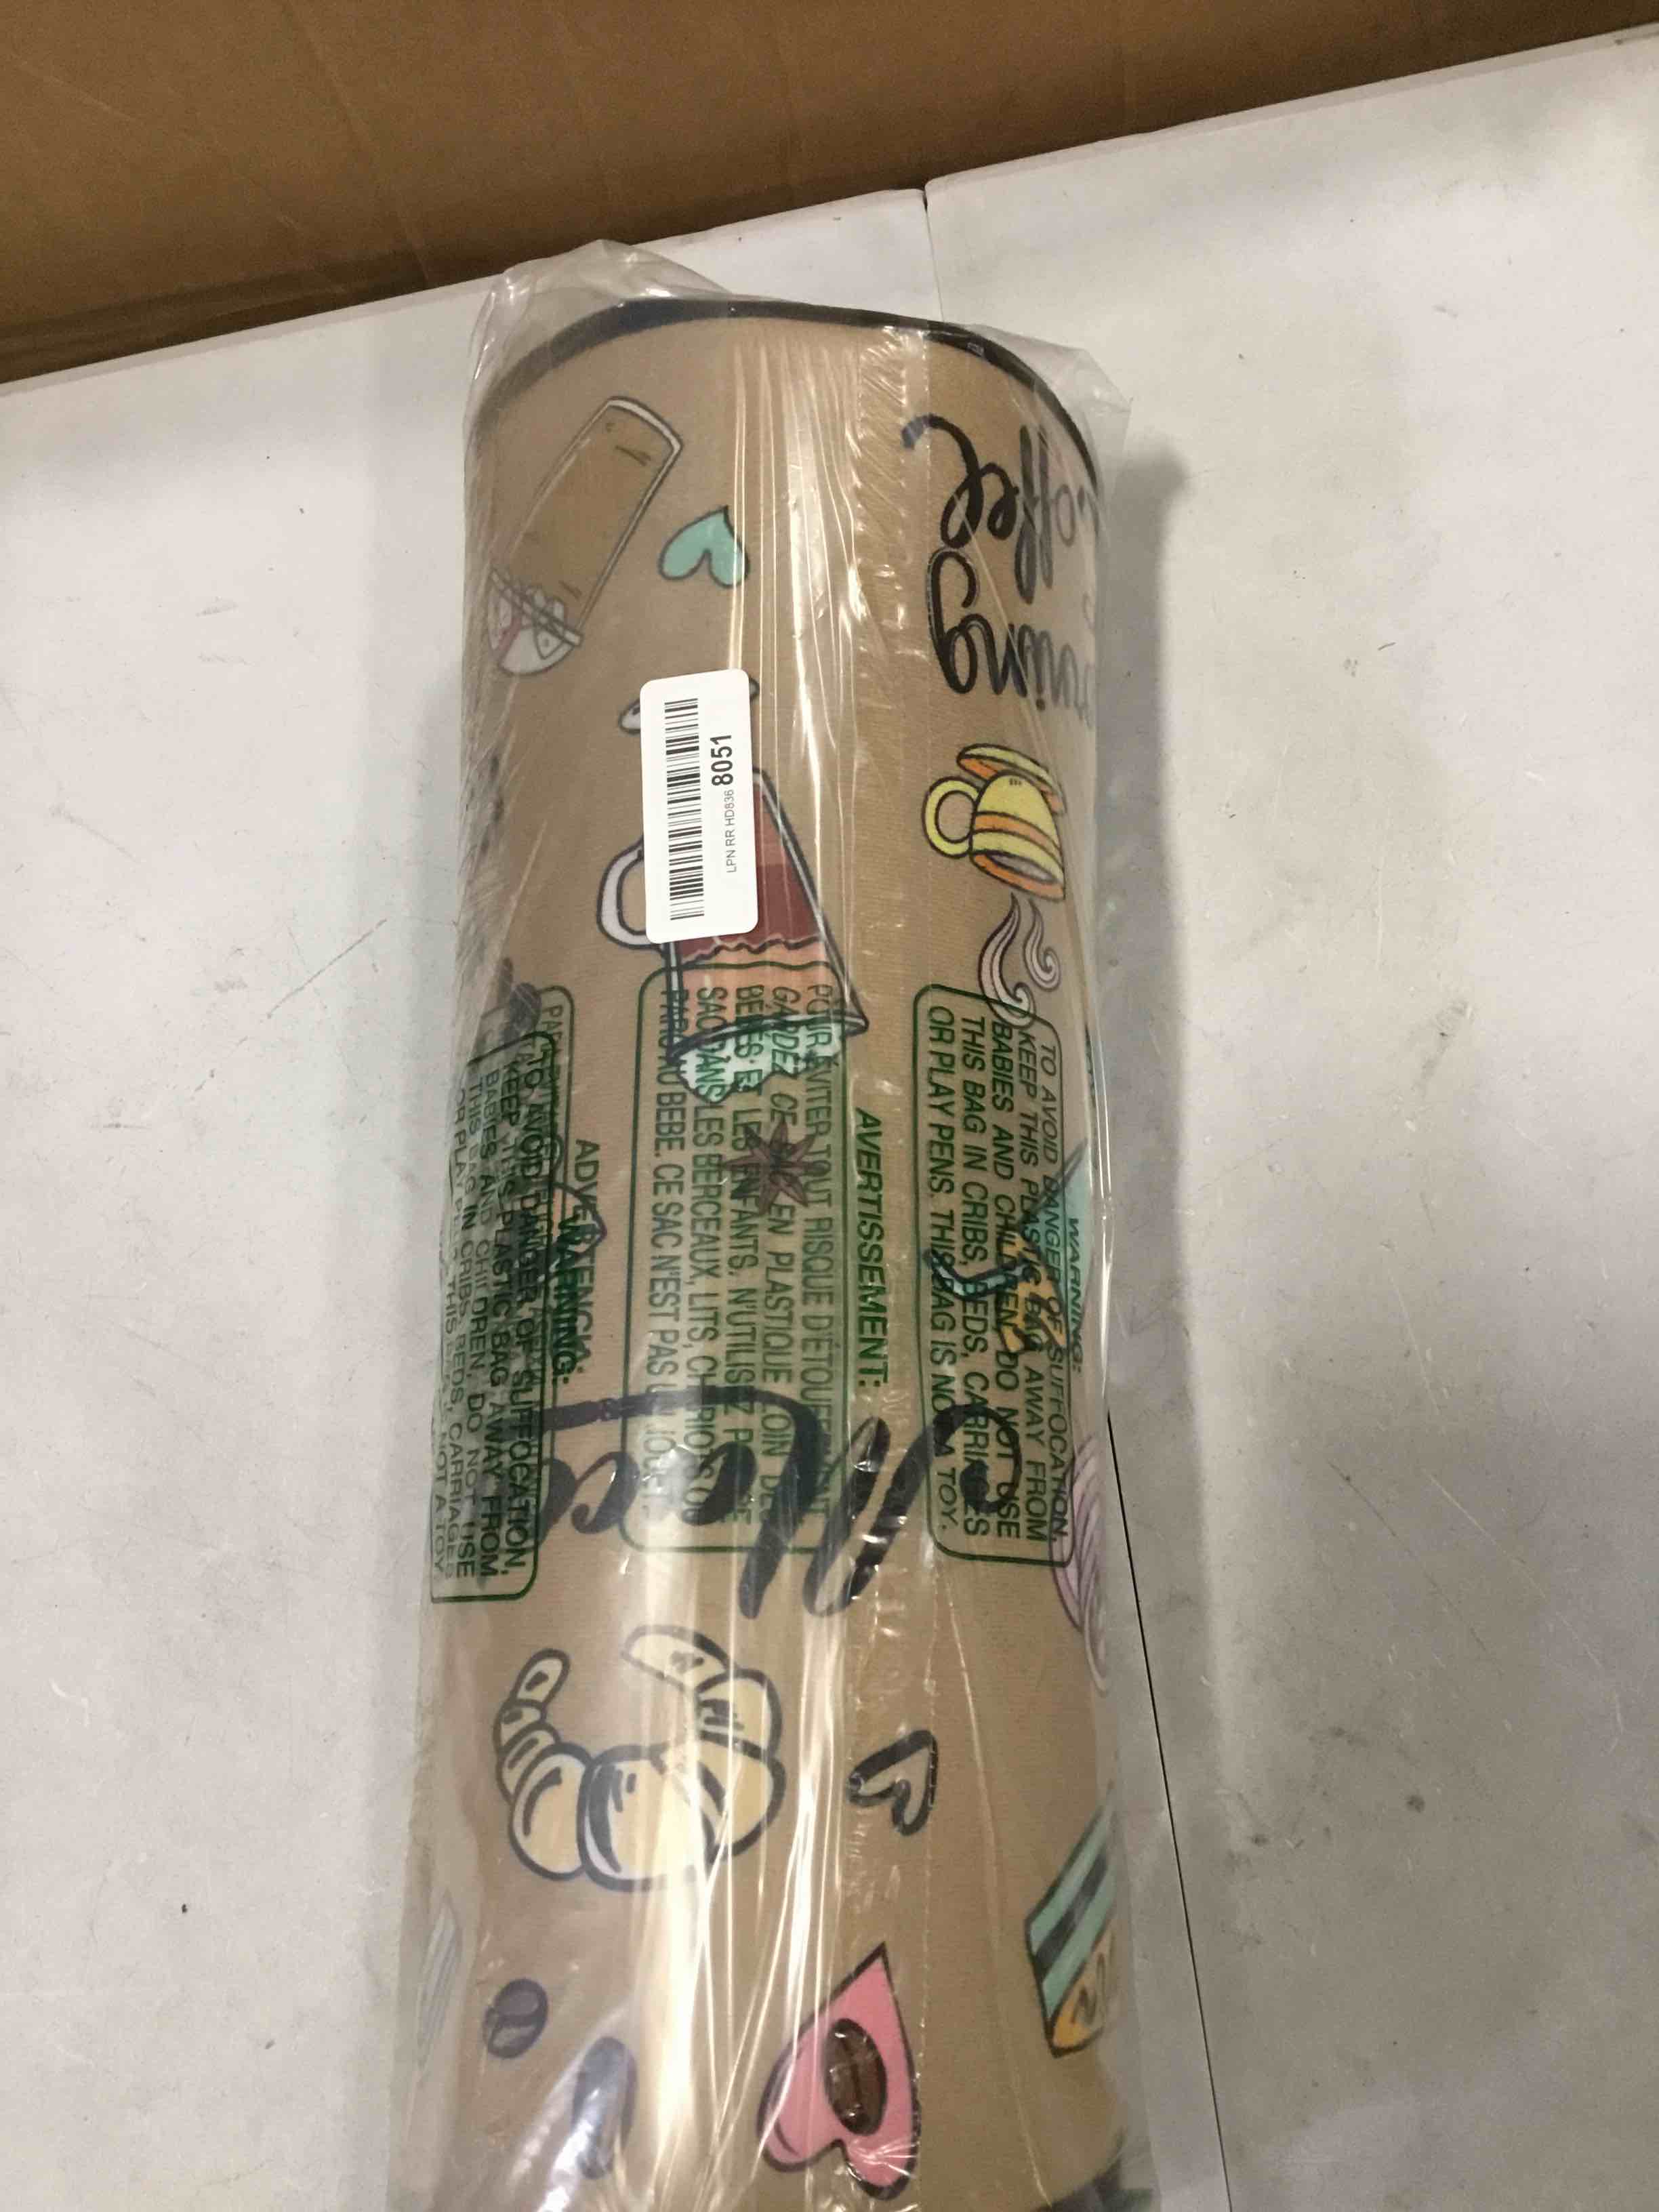 LPN RR HD836 8051
offee
ning
WARNING:
TO AVOID DANGER OF SUFFOCATION,
KEEP THIS PLASTIC BAG AWAY FROM
BABIES AND CHILDREN. DO NOT USE
THIS BAG IN CRIBS, BEDS, CARRIAGES
OR PLAY PENS. THIS BAG IS NOT A TOY.
AVERTISSEMENT:
POUR ÉVITER TOUT RISQUE D'ÉTOUFFEMENT
GARDEZ CE SAC EN PLASTIQUE LOIN DES
BÉBÉS ET LES ENFANTS. N'UTILISEZ PAS CE
SAC DANS LES BERCEAUX, LITS, CHARIOTS OU
PARC AU BEBE. CE SAC N'EST PAS UN JOUET.
ADVERTENCIA:
WARNING:
TO AVOID DANGER OF SUFFOCATION,
KEEP THIS PLASTIC BAG AWAY FROM
BABIES AND CHILDREN. DO NOT USE
THIS BAG IN CRIBS, BEDS, CARRIAGES
OR PLAY PENS. THIS BAG IS NOT A TOY.